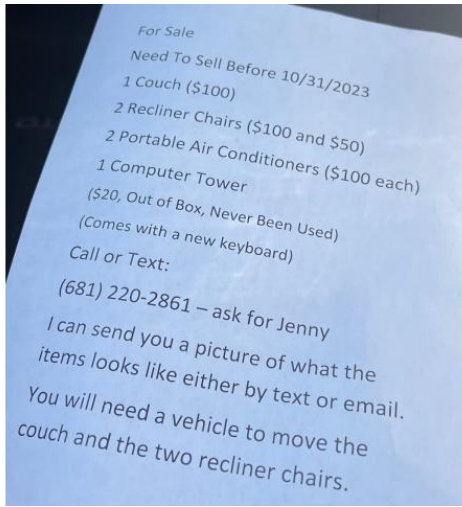 For Sale
Need To Sell Before 10/31/2023
1 Couch ($100)
2 Recliner Chairs ($100 and $50)
2 Portable Air Conditioners ($100 each)
1 Computer Tower
($20, Out of Box, Never Been Used)
(Comes with a new keyboard)
Call or Text:
(681) 220-2861 – ask for Jenny
I can send you a picture of what the
items looks like either by text or email.
You will need a vehicle to move the
couch and the two recliner chairs.